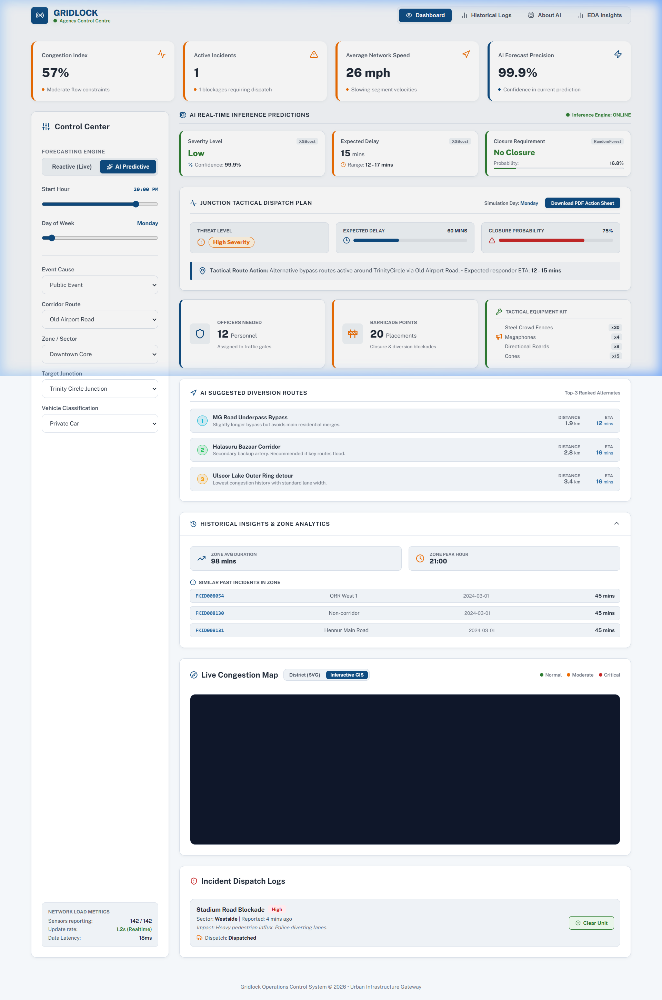 GRIDLOCK
Agency Control Centre
Dashboard
Historical Logs
About AI
EDA Insights
Congestion Index
57%
Moderate flow constraints
Active Incidents
1
1 blockages requiring dispatch
Average Network Speed
26 mph
Slowing segment velocities
AI Forecast Precision
99.9%
Confidence in current prediction
Control Center
FORECASTING ENGINE
Reactive (Live)
AI Predictive
Start Hour
20:00 PM
Day of Week
Monday
Event Cause
Public Event
Corridor Route
Old Airport Road
Zone / Sector
Downtown Core
Target Junction
Trinity Circle Junction
Vehicle Classification
Private Car
NETWORK LOAD METRICS
Sensors reporting: 142 / 142
Update rate: 1.2s (Realtime)
Data Latency: 18ms
AI REAL-TIME INFERENCE PREDICTIONS
Inference Engine: ONLINE
Severity Level
XGBoost
Low
Confidence: 99.9%
Expected Delay
XGBoost
15 mins
Range: 12 - 17 mins
Closure Requirement
RandomForest
No Closure
Probability: 16.8%
JUNCTION TACTICAL DISPATCH PLAN
Simulation Day: Monday
Download PDF Action Sheet
THREAT LEVEL
High Severity
EXPECTED DELAY
60 MINS
CLOSURE PROBABILITY
75%
Tactical Route Action: Alternative bypass routes active around TrinityCircle via Old Airport Road. • Expected responder ETA: 12 - 15 mins
OFFICERS NEEDED
12 Personnel
Assigned to traffic gates
BARRICADE POINTS
20 Placements
Closure & diversion blockades
TACTICAL EQUIPMENT KIT
Steel Crowd Fences x30
Megaphones x4
Directional Boards x8
Cones x15
AI SUGGESTED DIVERSION ROUTES
Top-3 Ranked Alternates
1
MG Road Underpass Bypass
Slightly longer bypass but avoids main residential merges.
DISTANCE
1.9 km
ETA
12 mins
2
Halasuru Bazaar Corridor
Secondary backup artery. Recommended if key routes flood.
DISTANCE
2.8 km
ETA
16 mins
3
Ulsoor Lake Outer Ring detour
Lowest congestion history with standard lane width.
DISTANCE
3.4 km
ETA
16 mins
HISTORICAL INSIGHTS & ZONE ANALYTICS
ZONE AVG DURATION
98 mins
ZONE PEAK HOUR
21:00
SIMILAR PAST INCIDENTS IN ZONE
FKID008054 ORR West 1 2024-03-01 45 mins
FKID008130 Non-corridor 2024-03-01 45 mins
FKID008131 Hennur Main Road 2024-03-01 45 mins
Live Congestion Map
District (SVG)
Interactive GIS
Normal
Moderate
Critical
Incident Dispatch Logs
Stadium Road Blockade High
Sector: Westside | Reported: 4 mins ago
Impact: Heavy pedestrian influx. Police diverting lanes.
Dispatch: Dispatched
Clear Unit
Gridlock Operations Control System © 2026 • Urban Infrastructure Gateway